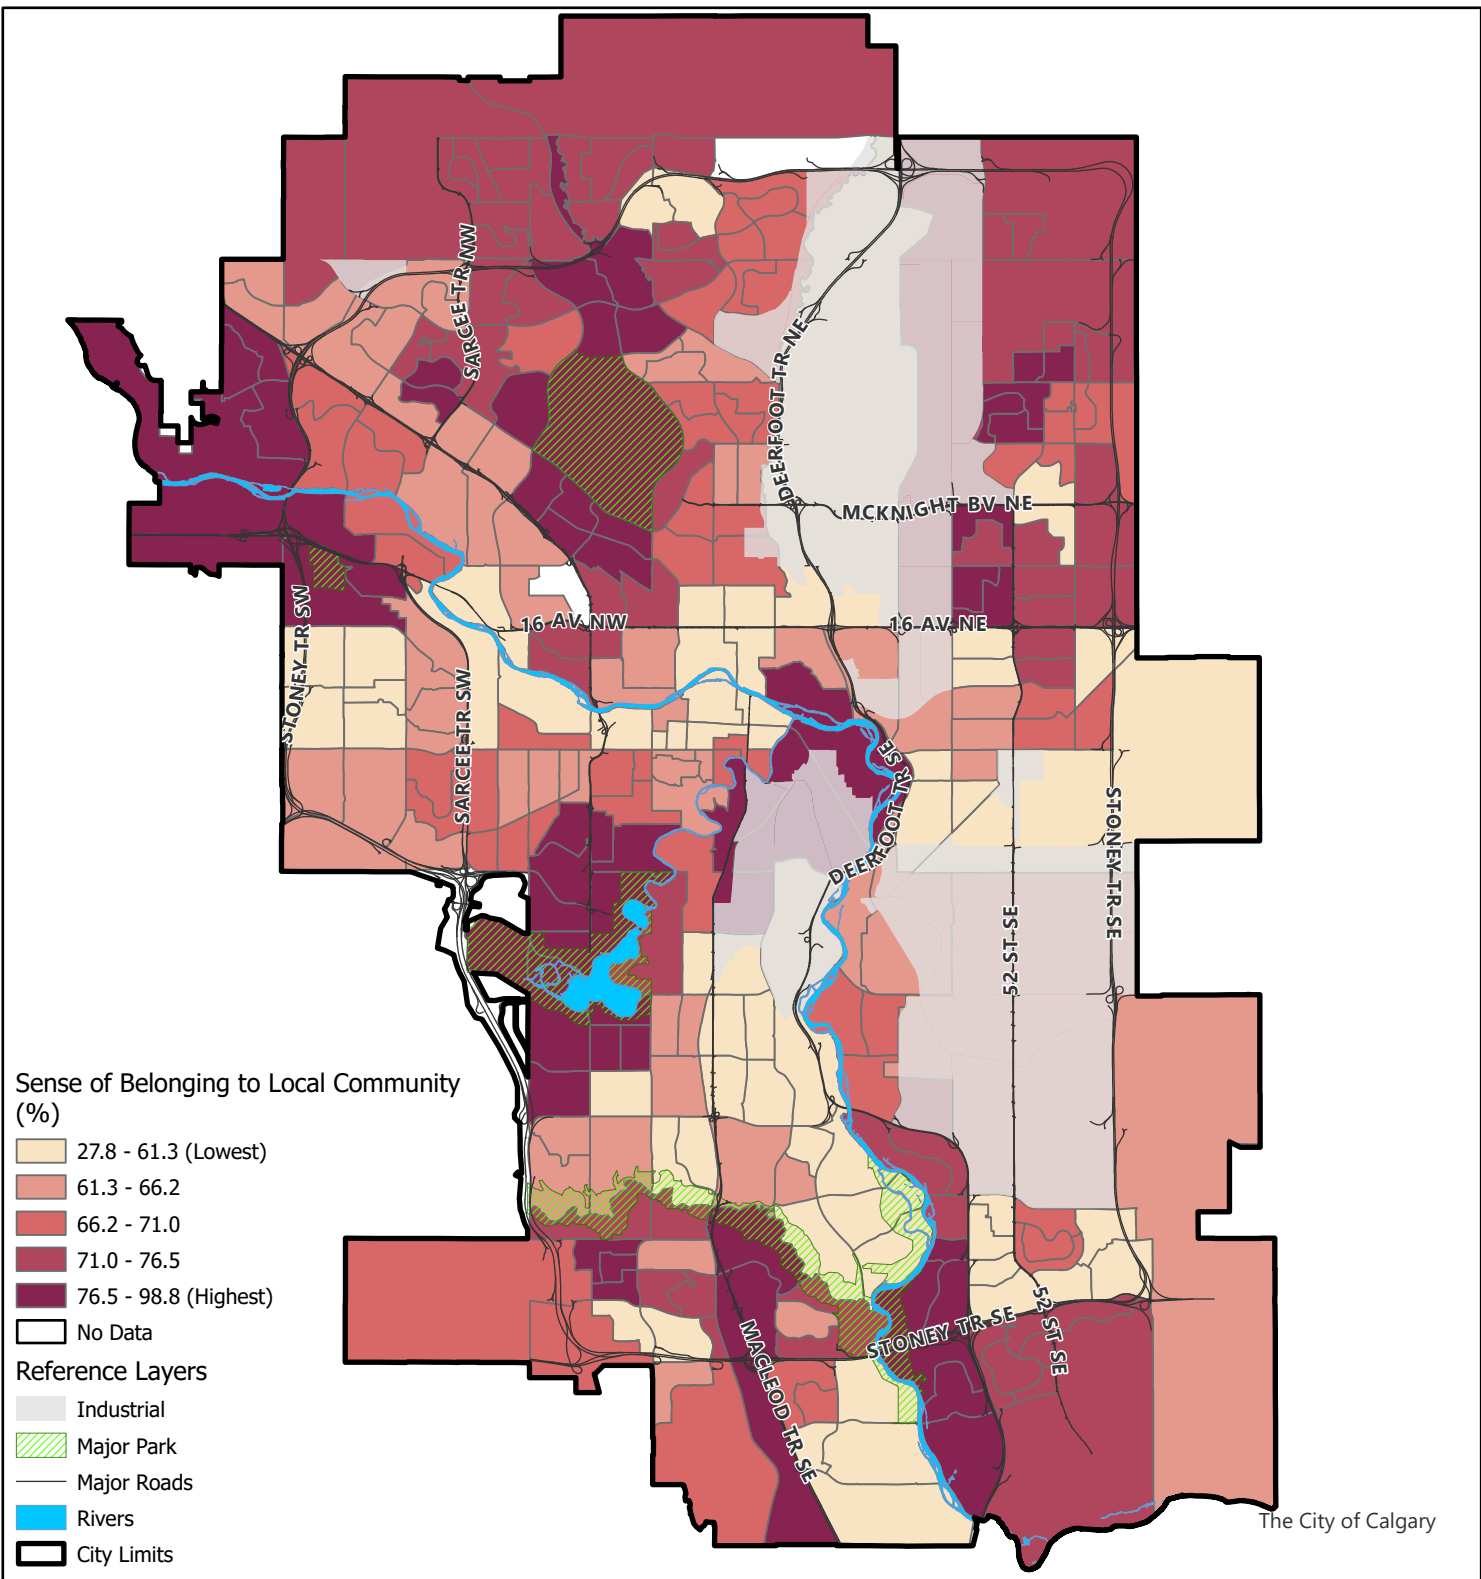 SARCEE TR NW
DEERFOOT TR NE
MCKNIGHT BV NE
16 AV NW
16 AV NE
STONEY TR SW
SARCEE TR SW
DEERFOOT TR SE
STONEY TR SE
52 ST SE
STONEY TR SE
52 ST SE
MACLEOD TR SE
Sense of Belonging to Local Community
(%)
27.8 - 61.3 (Lowest)
61.3 - 66.2
66.2 - 71.0
71.0 - 76.5
76.5 - 98.8 (Highest)
No Data
Reference Layers
Industrial
Major Park
Major Roads
Rivers
City Limits
The City of Calgary